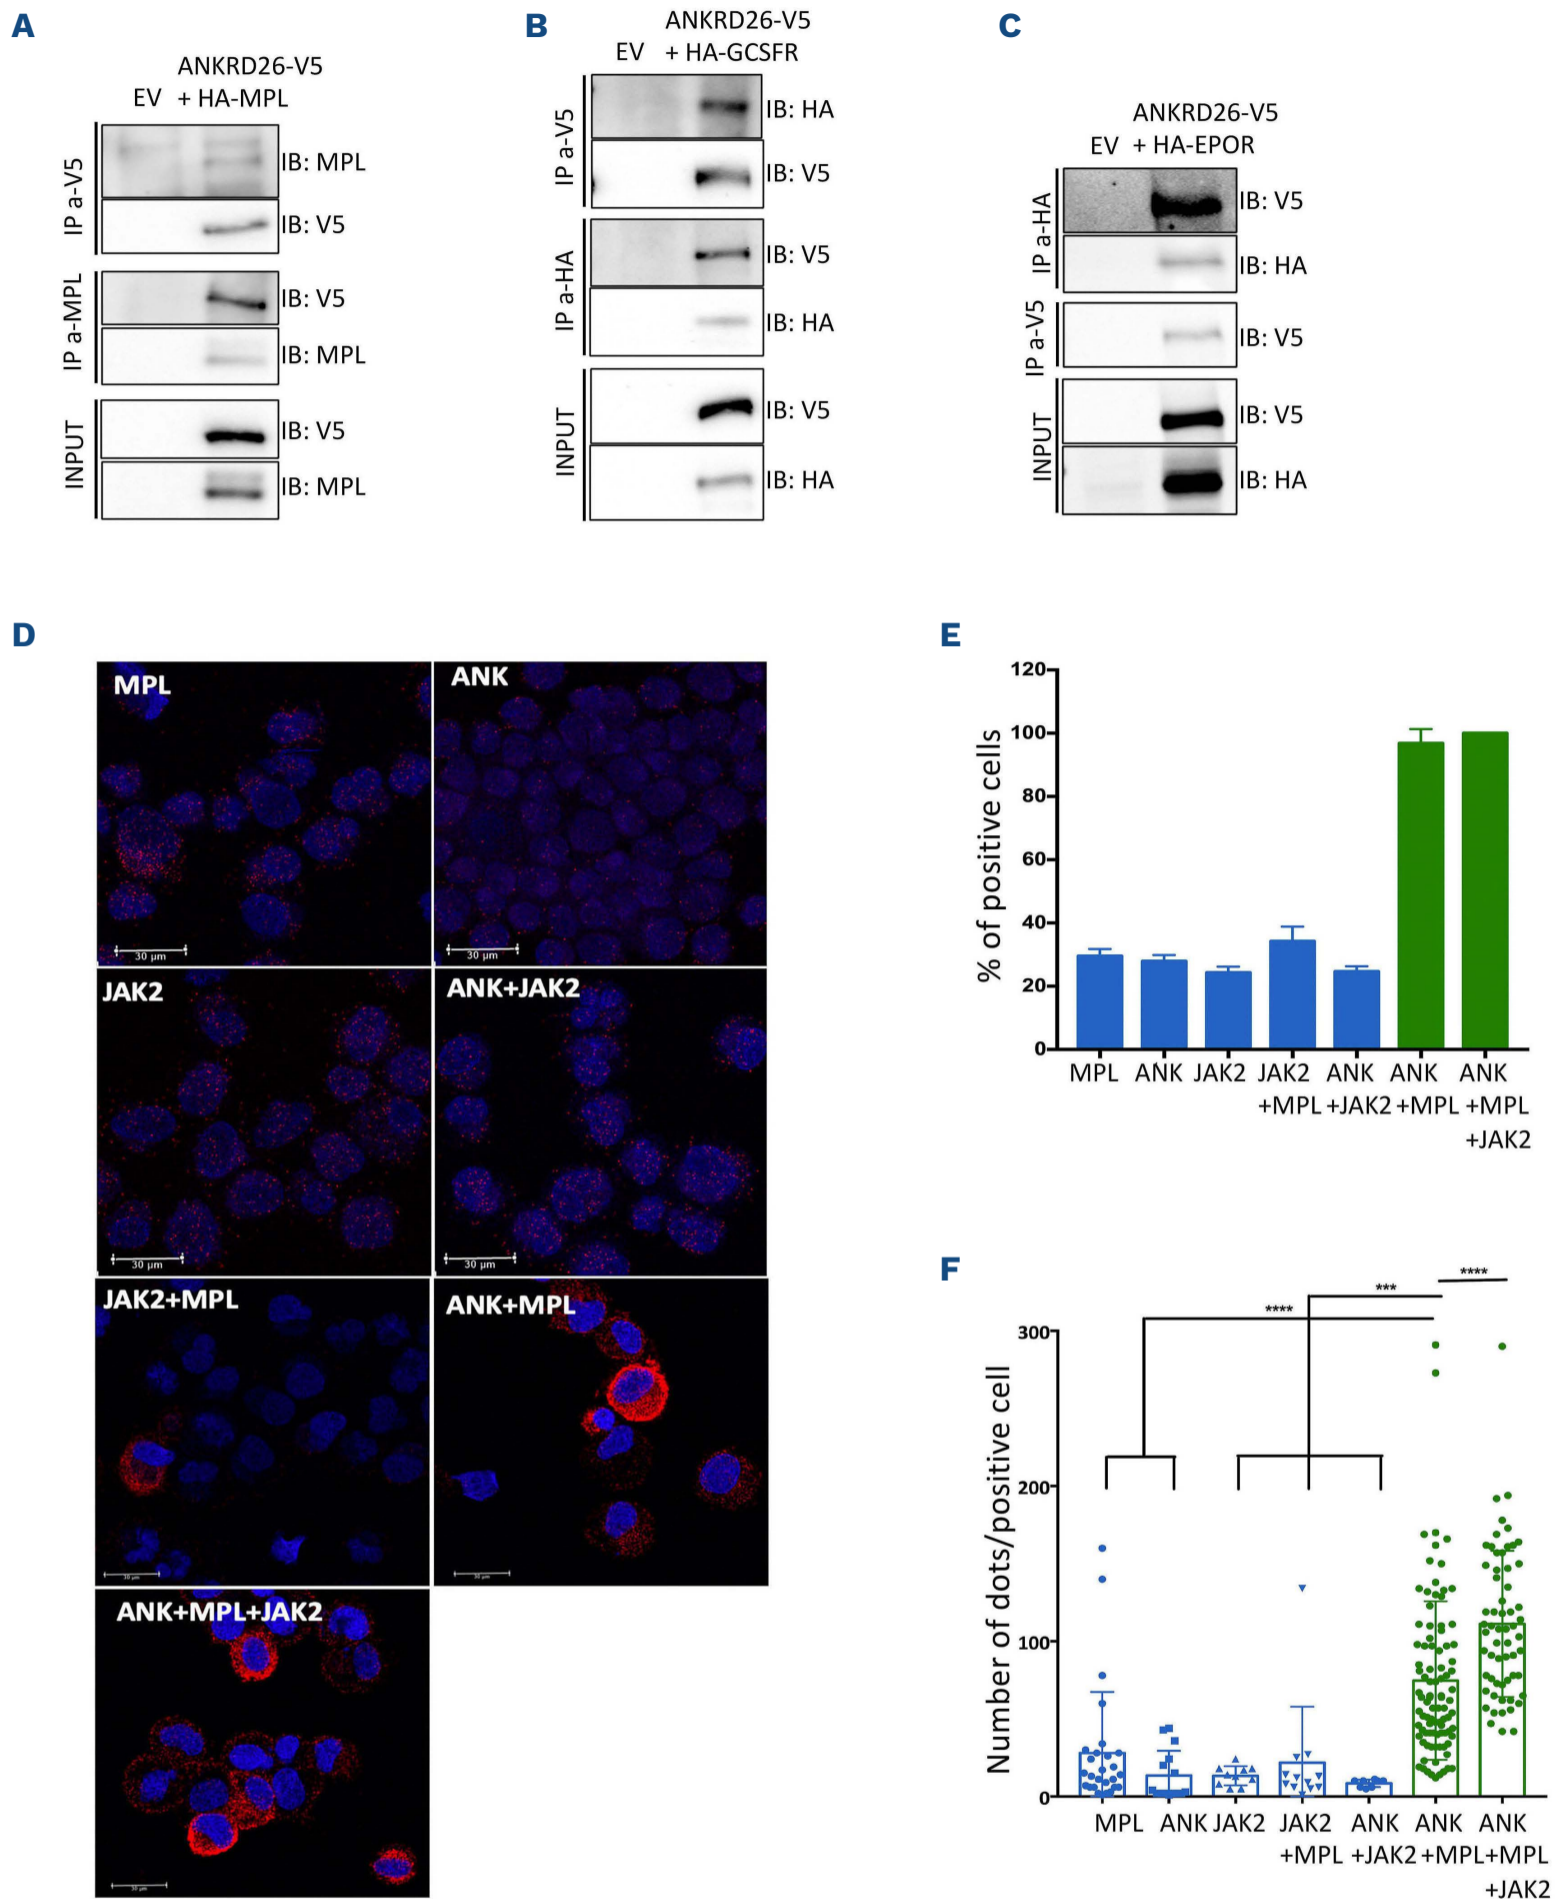 A
ANKRD26-V5
EV + HA-MPL
IP a-V5
IB: MPL
IB: V5
IP a-MPL
IB: V5
IB: MPL
INPUT
IB: V5
IB: MPL
B
ANKRD26-V5
EV + HA-GCSFR
IP a-V5
IB: HA
IB: V5
IP a-HA
IB: V5
IB: HA
INPUT
IB: V5
IB: HA
C
ANKRD26-V5
EV + HA-EPOR
IP a-HA
IB: V5
IB: HA
IP a-V5
IB: V5
INPUT
IB: V5
IB: HA
D
MPL
30 µm
ANK
30 µm
JAK2
30 µm
ANK+JAK2
30 µm
JAK2+MPL
30 µm
ANK+MPL
30 µm
ANK+MPL+JAK2
30 µm
E
% of positive cells
120
100
80
60
40
20
0
MPL ANK JAK2 JAK2 ANK ANK ANK
+MPL +JAK2 +MPL +MPL
+JAK2
F
Number of dots/positive cell
****
***
****
300
200
100
0
MPL ANK JAK2 JAK2 ANK ANK ANK
+MPL +JAK2 +MPL +MPL
+JAK2